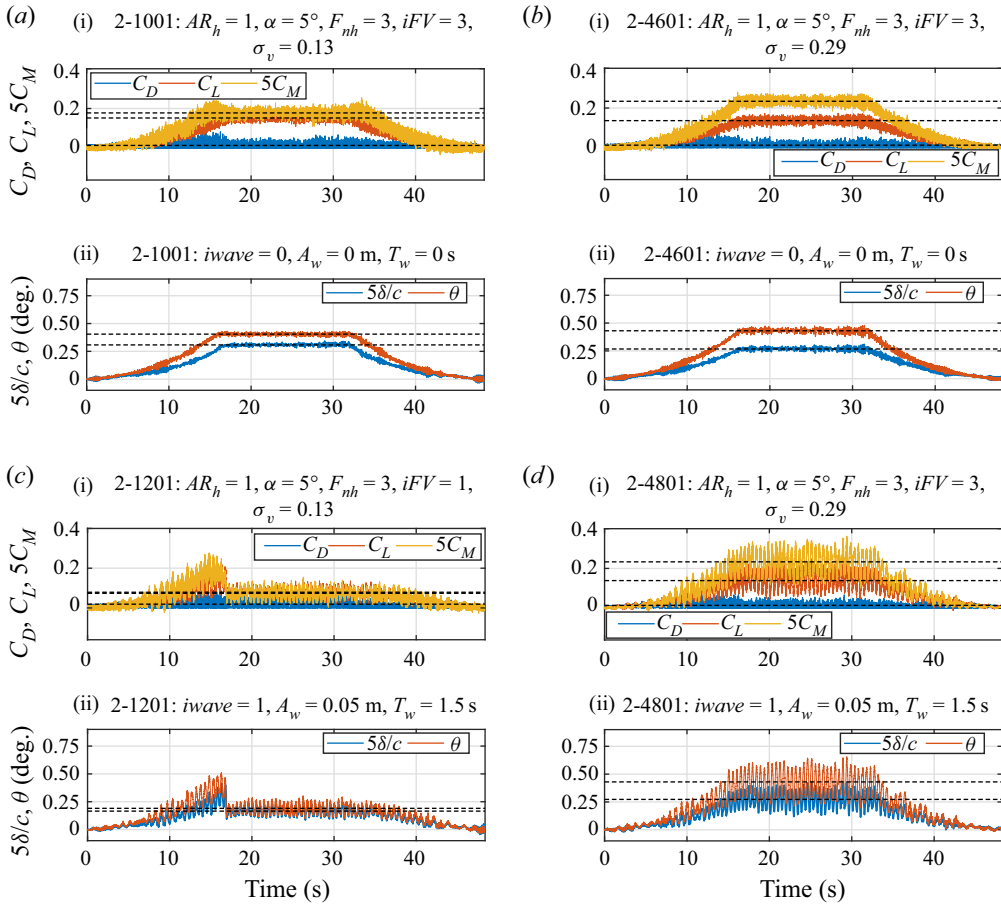 (a)
(i) 2-1001: AR_h = 1, α = 5°, F_nh = 3, iFV = 3,
σ_v = 0.13
C_D, C_L, 5C_M
0.4
0.2
0
C_D C_L 5C_M
0 10 20 30 40
(ii) 2-1001: iwave = 0, A_w = 0 m, T_w = 0 s
5δ/c, θ (deg.)
0.75
0.50
0.25
0
5δ/c θ
0 10 20 30 40
(b)
(i) 2-4601: AR_h = 1, α = 5°, F_nh = 3, iFV = 3,
σ_v = 0.29
0.4
0.2
0
C_D C_L 5C_M
0 10 20 30 40
(ii) 2-4601: iwave = 0, A_w = 0 m, T_w = 0 s
0.75
0.50
0.25
0
5δ/c θ
0 10 20 30 40
(c)
(i) 2-1201: AR_h = 1, α = 5°, F_nh = 3, iFV = 1,
σ_v = 0.13
C_D, C_L, 5C_M
0.4
0.2
0
C_D C_L 5C_M
0 10 20 30 40
(ii) 2-1201: iwave = 1, A_w = 0.05 m, T_w = 1.5 s
5δ/c, θ (deg.)
0.75
0.50
0.25
0
5δ/c θ
0 10 20 30 40
Time (s)
(d)
(i) 2-4801: AR_h = 1, α = 5°, F_nh = 3, iFV = 3,
σ_v = 0.29
0.4
0.2
0
C_D C_L 5C_M
0 10 20 30 40
(ii) 2-4801: iwave = 1, A_w = 0.05 m, T_w = 1.5 s
0.75
0.50
0.25
0
5δ/c θ
0 10 20 30 40
Time (s)